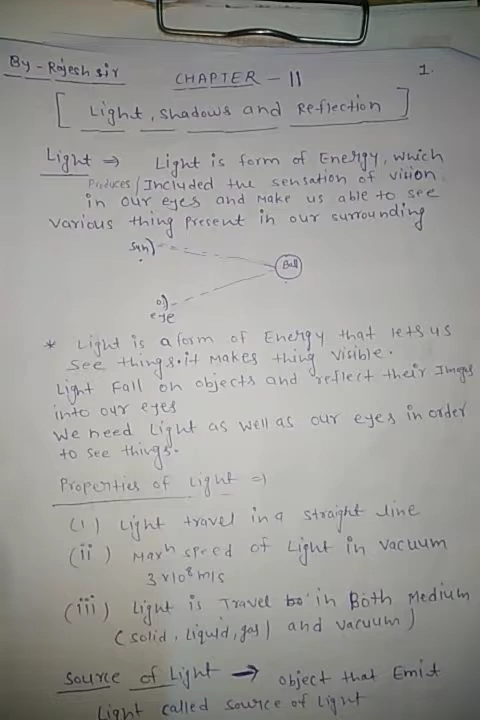 By - Rajesh sir
CHAPTER - 11
1.
[ Light, shadows and Reflection ]
Light ⇒ Light is form of Energy, which
Produces / Included the sensation of vision
in our eyes and make us able to see
various thing Present in our surrounding
sun
Ball
eye
* Light is a form of Energy that lets us
see things. it makes thing visible.
Light Fall on objects and reflect their Images
into our eyes
We need Light as well as our eyes in order
to see things.
Properties of Light ⇒
(i) Light travel in a straight line
(ii) Maxm speed of Light in vacuum
3 x 10⁸ m/s
(iii) Light is Travel in Both Medium
(solid, Liquid, gas) and vacuum)
Source of Light → object that Emit
Light called source of Light